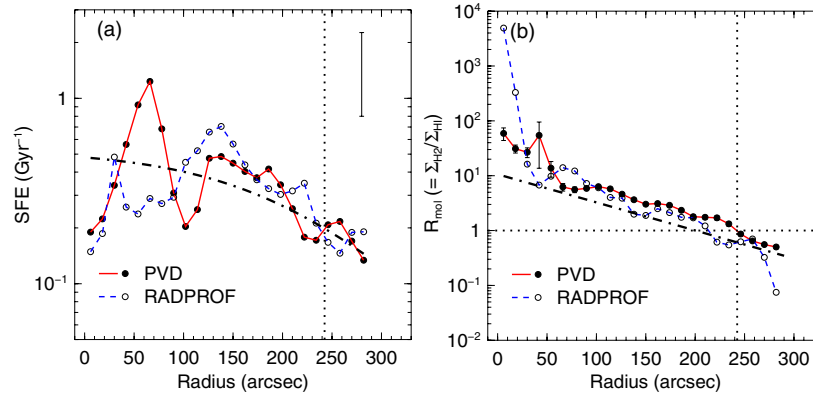 (a)
SFE (Gyr⁻¹)
1
10⁻¹
PVD
RADPROF
0 50 100 150 200 250 300
Radius (arcsec)
(b)
R_mol (= Σ_H2/Σ_HI)
10⁴
10³
10²
10
1
10⁻¹
10⁻²
PVD
RADPROF
0 50 100 150 200 250 300
Radius (arcsec)